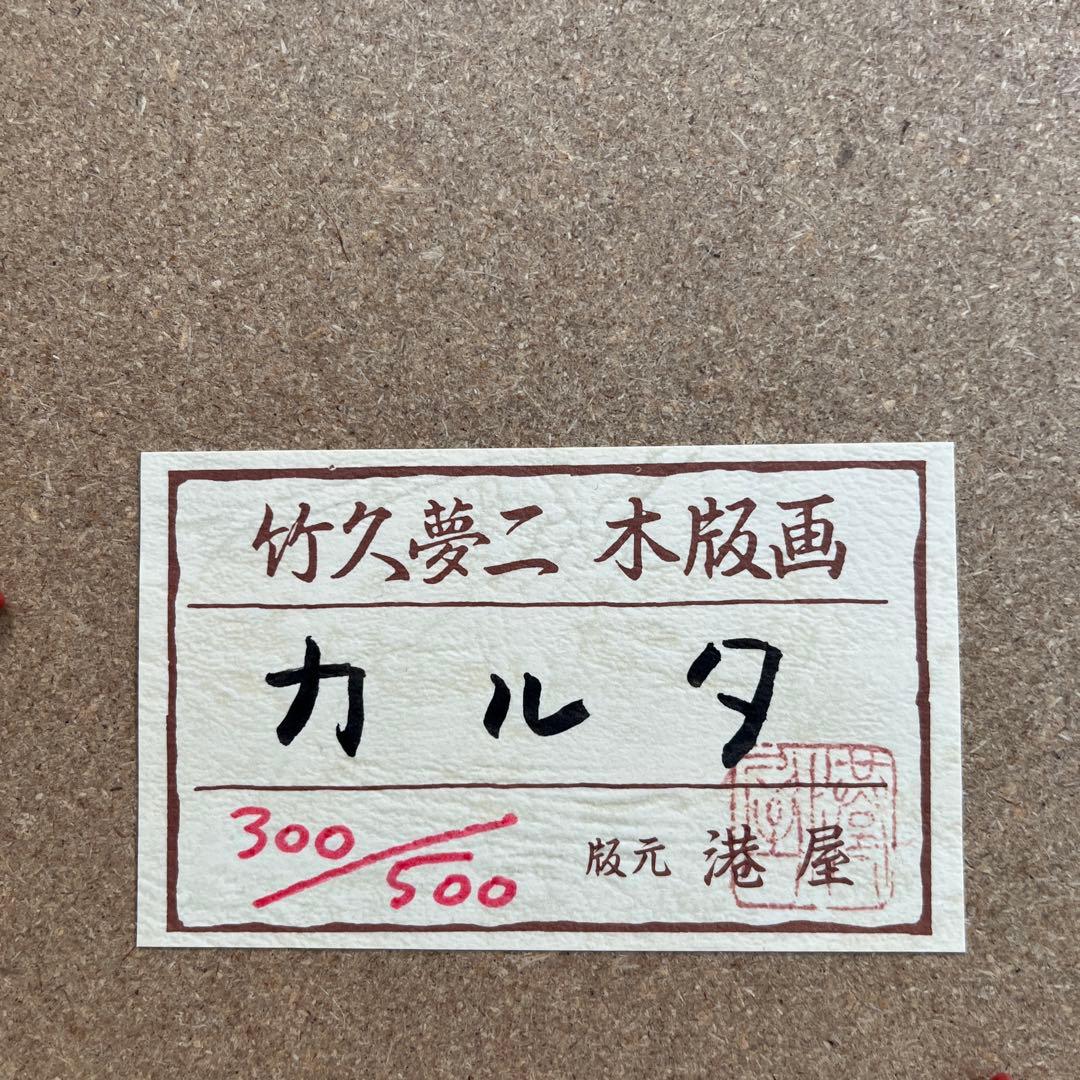 竹久夢二 木版画
カルタ
300/500
版元 港屋